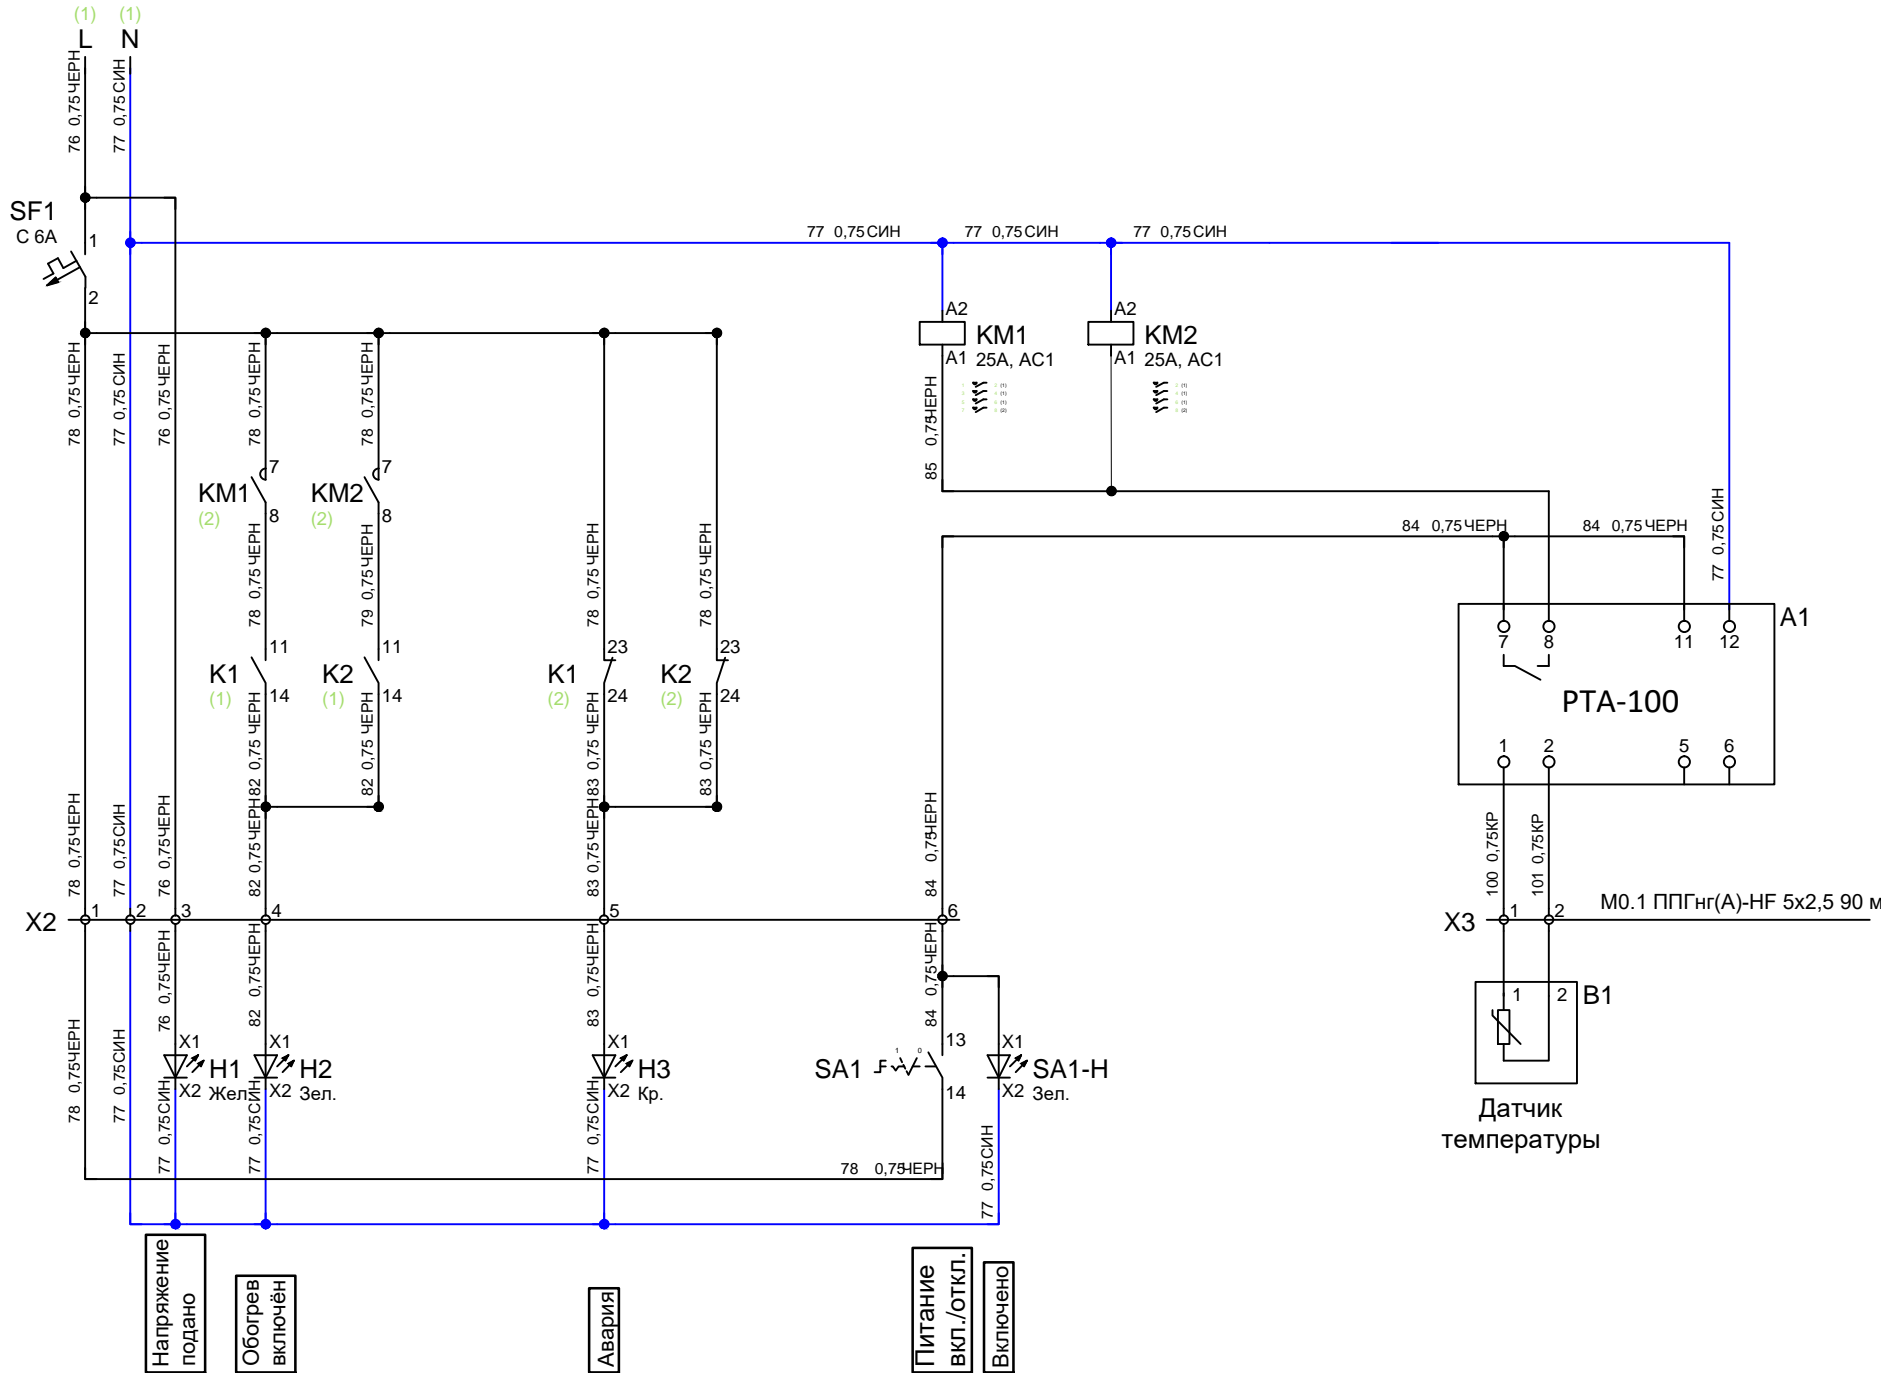 (1) (1)
L N
76 0,75ЧЕРН
77 0,75СИН
SF1
C 6A
1
2
77 0,75СИН 77 0,75СИН 77 0,75СИН
A2
KM1
A1 25A, AC1
A2
KM2
A1 25A, AC1
78 0,75ЧЕРН
77 0,75СИН
76 0,75ЧЕРН
78 0,75ЧЕРН
78 0,75ЧЕРН
85 0,75ЧЕРН
KM1
(2)
7
8
KM2
(2)
7
8
78 0,75ЧЕРН
79 0,75ЧЕРН
78 0,75ЧЕРН
78 0,75ЧЕРН
84 0,75ЧЕРН 84 0,75ЧЕРН
77 0,75СИН
K1
(1)
11
14
K2
(1)
11
14
K1
(2)
23
24
K2
(2)
23
24
A1
7 8 11 12
РТА-100
1 2 5 6
82 0,75 ЧЕРН
82 0,75 ЧЕРН
83 0,75 ЧЕРН
83 0,75 ЧЕРН
78 0,75ЧЕРН
77 0,75СИН
76 0,75ЧЕРН
82 0,75ЧЕРН
83 0,75ЧЕРН
84 0,75ЧЕРН
100 0,75КР
101 0,75КР
X2 1 2 3 4 5 6
X3 1 2
М0.1 ППГнг(А)-HF 5x2,5 90 м
78 0,75ЧЕРН
77 0,75СИН
76 0,75ЧЕРН
82 0,75ЧЕРН
83 0,75ЧЕРН
84 0,75ЧЕРН
1 2 B1
Датчик
температуры
X1
H1
X2 Жел.
X1
H2
X2 Зел.
X1
H3
X2 Кр.
SA1
1 0
13
14
X1
SA1-H
X2 Зел.
77 0,75СИН
77 0,75СИН
77 0,75СИН
78 0,75ЧЕРН
77 0,75СИН
Напряжение
подано
Обогрев
включён
Авария
Питание
вкл./откл.
Включено